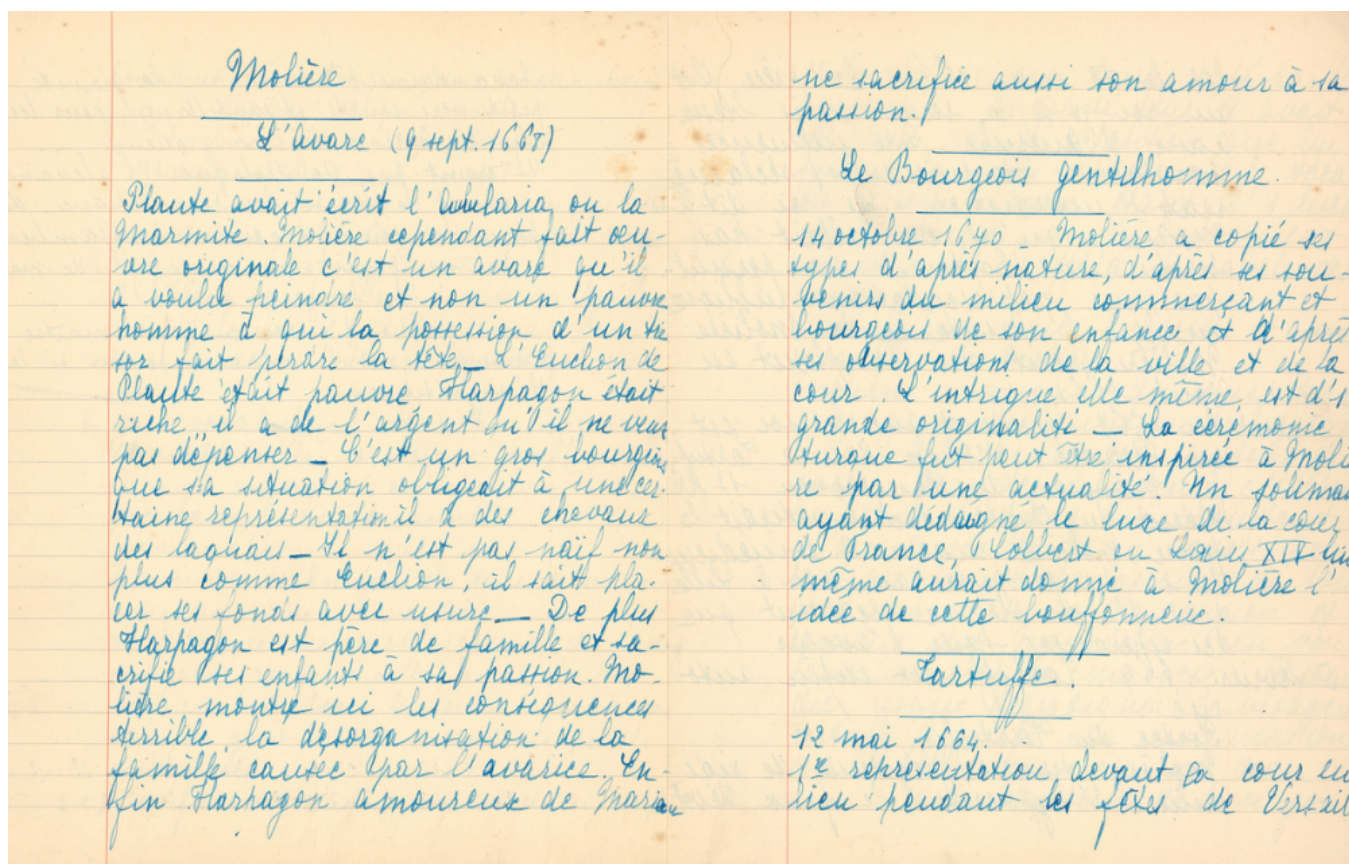 Molière
L'Avare (9 sept. 1668)
Plaute avait écrit l'Aulularia ou la
Marmite. Molière cependant fait œu-
vre originale c'est un avare qu'il
a voulu peindre et non un pauvre
homme à qui la possession d'un tré
sor fait perdre la tête _ L'Euclion de
Plaute était pauvre Harpagon était
riche il a de l'argent qu'il ne veut
pas dépenser _ C'est un gros bourgeois
que sa situation obligeait à une cer-
taine représentation il a des chevaux
des laquais _ Il n'est pas naïf non
plus comme Euclion, il sait pla-
cer ses fonds avec usure _ De plus
Harpagon est père de famille et sa-
crifie ses enfants à sa passion. Mo-
lière montre ici les conséquences
terrible, la désorganisation de la
famille causée par l'avarice. En-
fin Harpagon amoureux de Marian
ne sacrifie aussi son amour à sa
passion.
Le Bourgeois gentilhomme.
14 octobre 1670 _ Molière a copié ses
types d'après nature, d'après ses sou-
venirs du milieu commerçant et
bourgeois de son enfance et d'après
ses observations de la ville et de la
cour. L'intrigue elle même, est d'1
grande originalité _ La cérémonie
turque fut peut être inspirée à Moliè
re par une actualité. Un soliman
ayant dédaigné le luxe de la cour
de France, Colbert ou Louis XIV lui
même aurait donné à Molière l'
idée de cette bouffonnerie.
Tartuffe.
12 mai 1664.
1re représentation devant ça cour eu
lieu pendant les fêtes de Versail